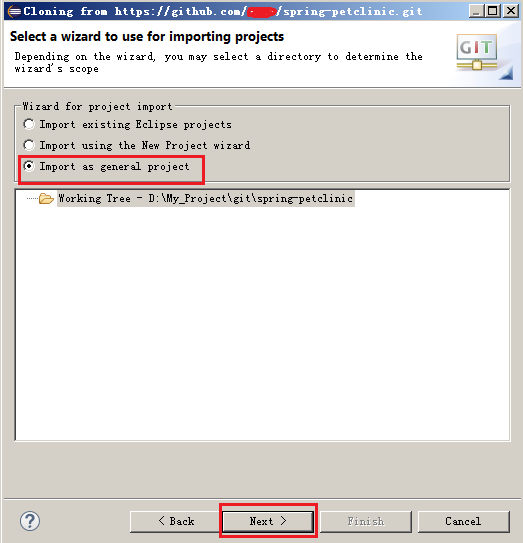 Cloning from https://github.com/ /spring-petclinic.git
Select a wizard to use for importing projects
Depending on the wizard, you may select a directory to determine the
wizard's scope
GIT
Wizard for project import
Import existing Eclipse projects
Import using the New Project wizard
Import as general project
Working Tree - D:\My_Project\git\spring-petclinic
?
< Back
Next >
Finish
Cancel